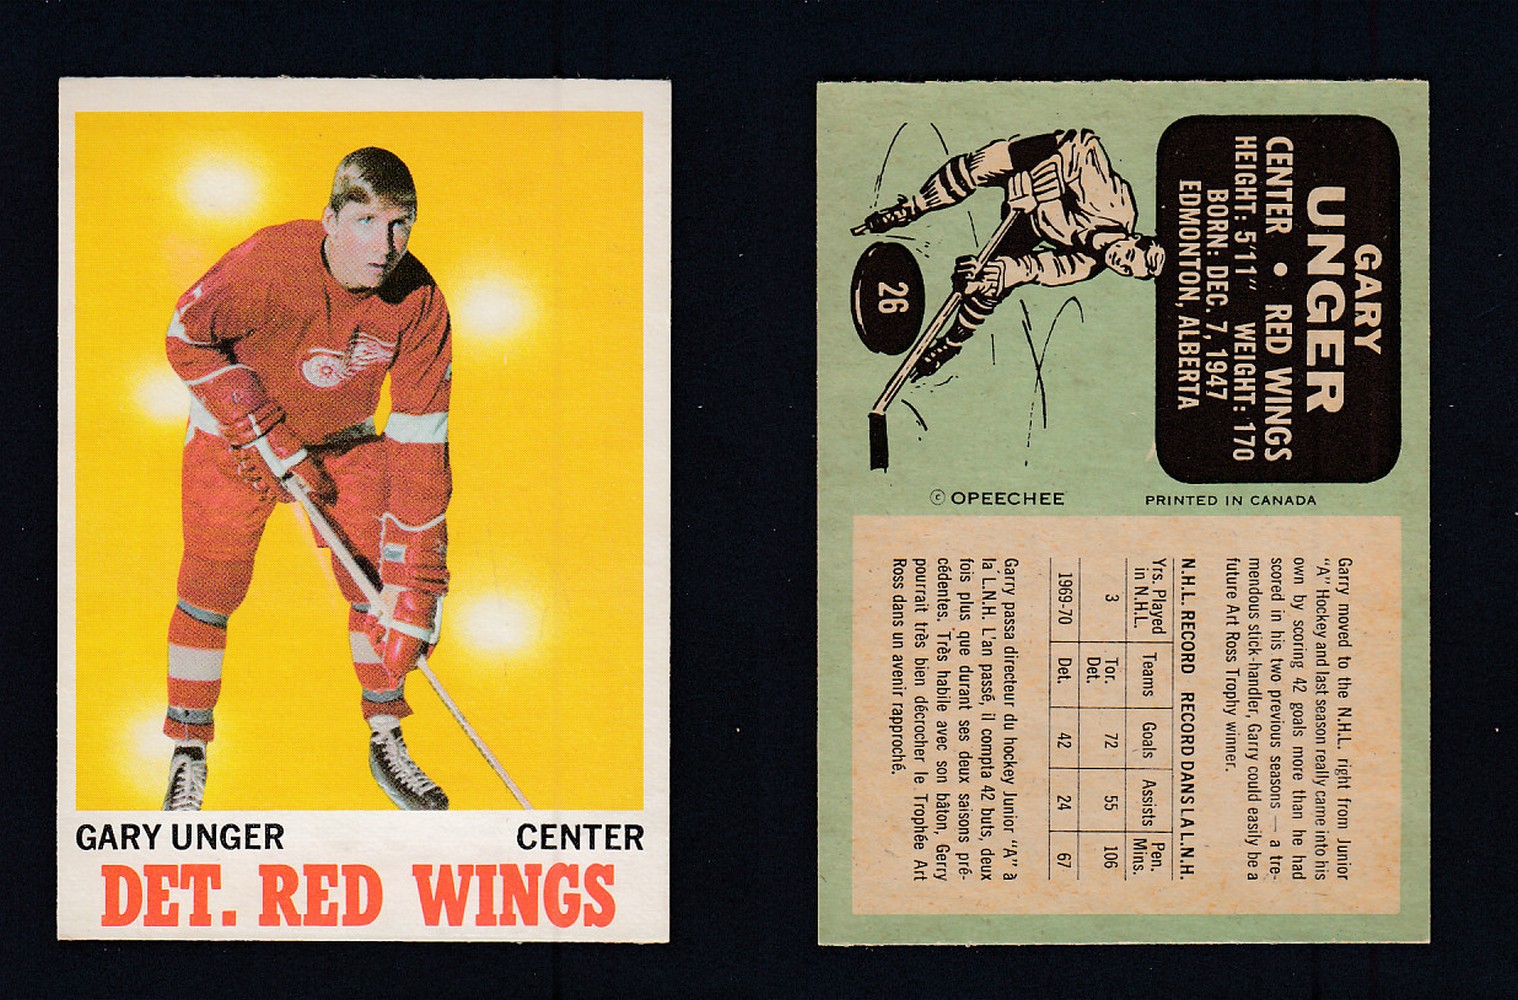 GARY UNGER CENTER
DET. RED WINGS
GARY
UNGER
CENTER • RED WINGS
HEIGHT: 5'11" WEIGHT: 170
BORN: DEC. 7, 1947
EDMONTON, ALBERTA
26
© OPEECHEE PRINTED IN CANADA
Garry moved to the N.H.L. right from Junior
"A" Hockey and last season really came into his
own by scoring 42 goals more than he had
scored in his two previous seasons — a tre-
mendous stick-handler, Garry could easily be a
future Art Ross Trophy winner.
N.H.L. RECORD RECORD DANS LA L.N.H.
Yrs. Played in N.H.L. Teams Goals Assists Pen. Mins.
3 Tor. Det. 72 55 106
1969-70 Det. 42 24 67
Garry passa directeur du hockey Junior "A" à
la L.N.H. L'an passé, il compta 42 buts, deux
fois plus que durant ses deux saisons pré-
cédentes. Très habile avec son bâton, Gerry
pourrait très bien décrocher le Trophée Art
Ross dans un avenir rapproché.